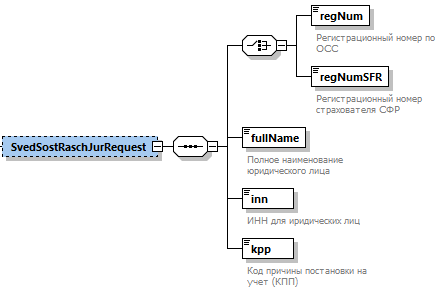 regNum
Регистрационный номер по
ОСС
regNumSFR
Регистрационный номер
страхователя СФР
SvedSostRaschJurRequest
fullName
Полное наименование
юридического лица
inn
ИНН для иридических лиц
kpp
Код причины постановки на
учет (КПП)